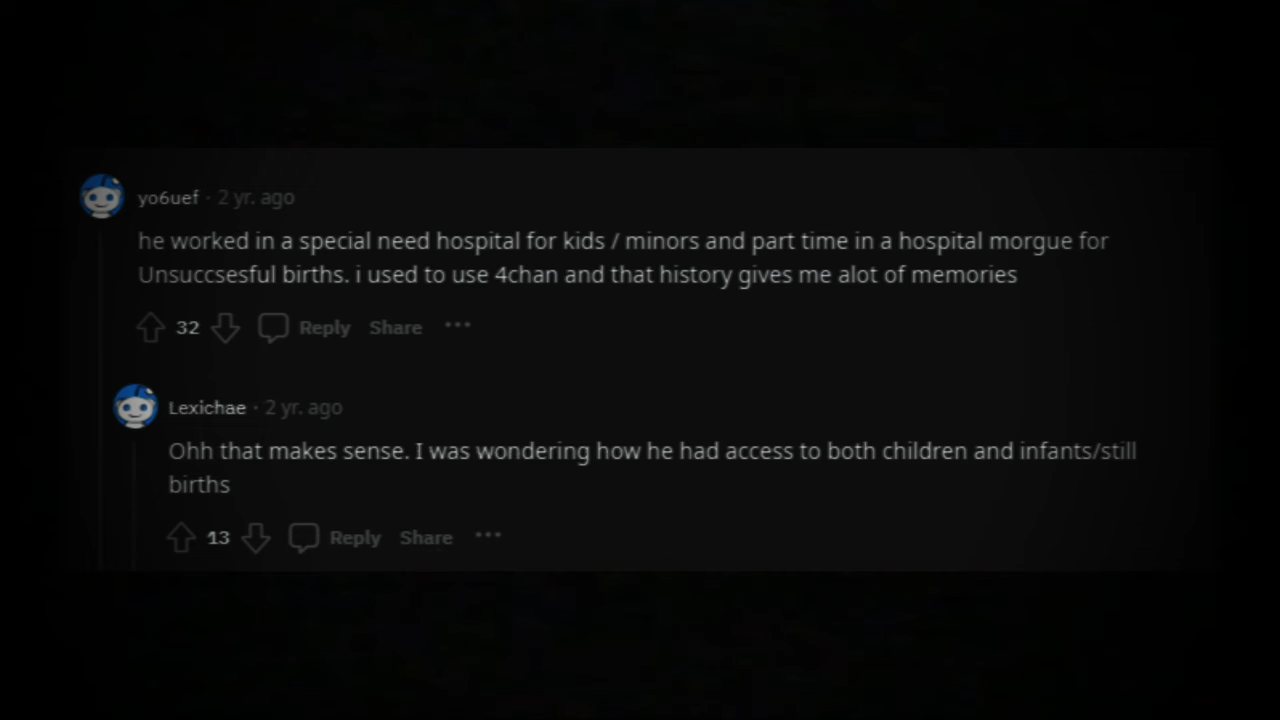 yo6uef · 2 yr. ago
he worked in a special need hospital for kids / minors and part time in a hospital morgue for
Unsuccsesful births. i used to use 4chan and that history gives me alot of memories
32 Reply Share ···
Lexichae · 2 yr. ago
Ohh that makes sense. I was wondering how he had access to both children and infants/still
births
13 Reply Share ···